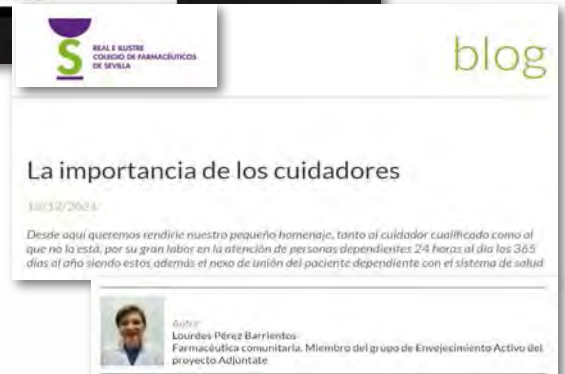 REAL E ILUSTRE
COLEGIO DE FARMACÉUTICOS
DE SEVILLA
blog
La importancia de los cuidadores
Desde aquí queremos rendirle nuestro pequeño homenaje, tanto al cuidador cualificado como al
que no lo está, por su gran labor en la atención de personas dependientes 24 horas al día los 365
días al año siendo estos además el nexo de unión del paciente dependiente con el sistema de salud
Autor
Lourdes Pérez Barrientos
Farmacéutica comunitaria. Miembro del grupo de Envejecimiento Activo del
proyecto Adjúntate